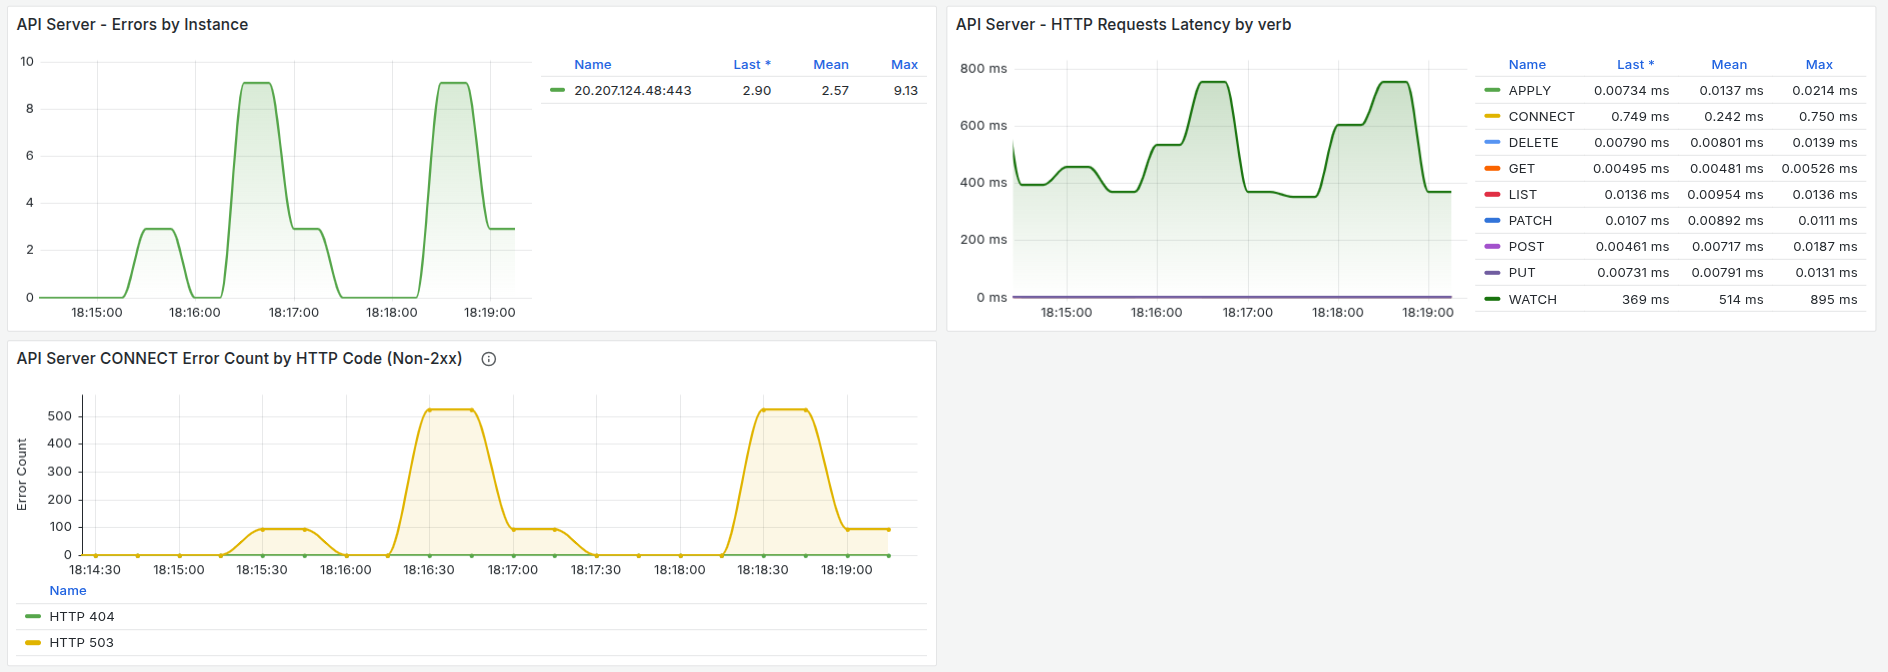 API Server - Errors by Instance
10
8
6
4
2
0
18:15:00 18:16:00 18:17:00 18:18:00 18:19:00
Name Last * Mean Max
20.207.124.48:443 2.90 2.57 9.13
API Server - HTTP Requests Latency by verb
800 ms
600 ms
400 ms
200 ms
0 ms
18:15:00 18:16:00 18:17:00 18:18:00 18:19:00
Name Last * Mean Max
APPLY 0.00734 ms 0.0137 ms 0.0214 ms
CONNECT 0.749 ms 0.242 ms 0.750 ms
DELETE 0.00790 ms 0.00801 ms 0.0139 ms
GET 0.00495 ms 0.00481 ms 0.00526 ms
LIST 0.0136 ms 0.00954 ms 0.0136 ms
PATCH 0.0107 ms 0.00892 ms 0.0111 ms
POST 0.00461 ms 0.00717 ms 0.0187 ms
PUT 0.00731 ms 0.00791 ms 0.0131 ms
WATCH 369 ms 514 ms 895 ms
API Server CONNECT Error Count by HTTP Code (Non-2xx)
Error Count
500
400
300
200
100
0
18:14:30 18:15:00 18:15:30 18:16:00 18:16:30 18:17:00 18:17:30 18:18:00 18:18:30 18:19:00
Name
HTTP 404
HTTP 503